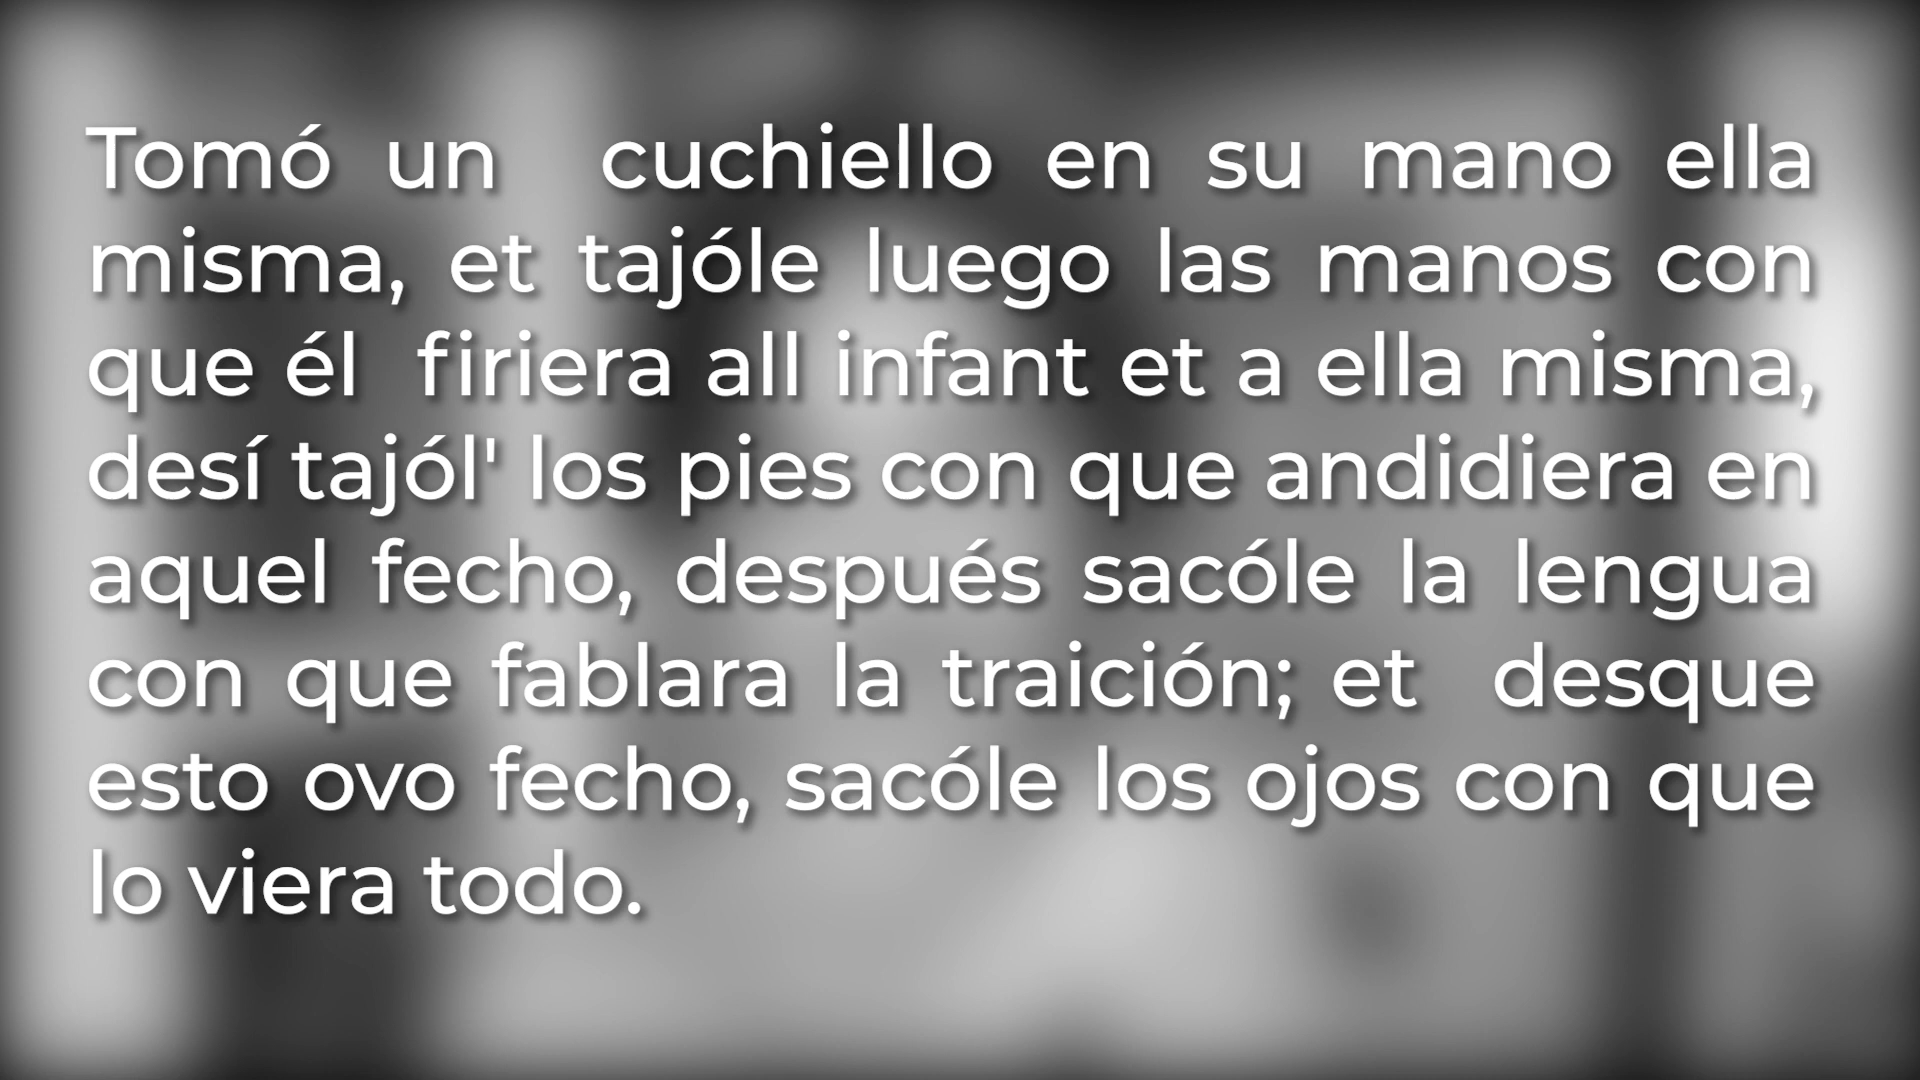 Tomó un cuchiello en su mano ella
misma, et tajóle luego las manos con
que él firiera all infant et a ella misma,
desí tajól' los pies con que andidiera en
aquel fecho, después sacóle la lengua
con que fablara la traición; et desque
esto ovo fecho, sacóle los ojos con que
lo viera todo.